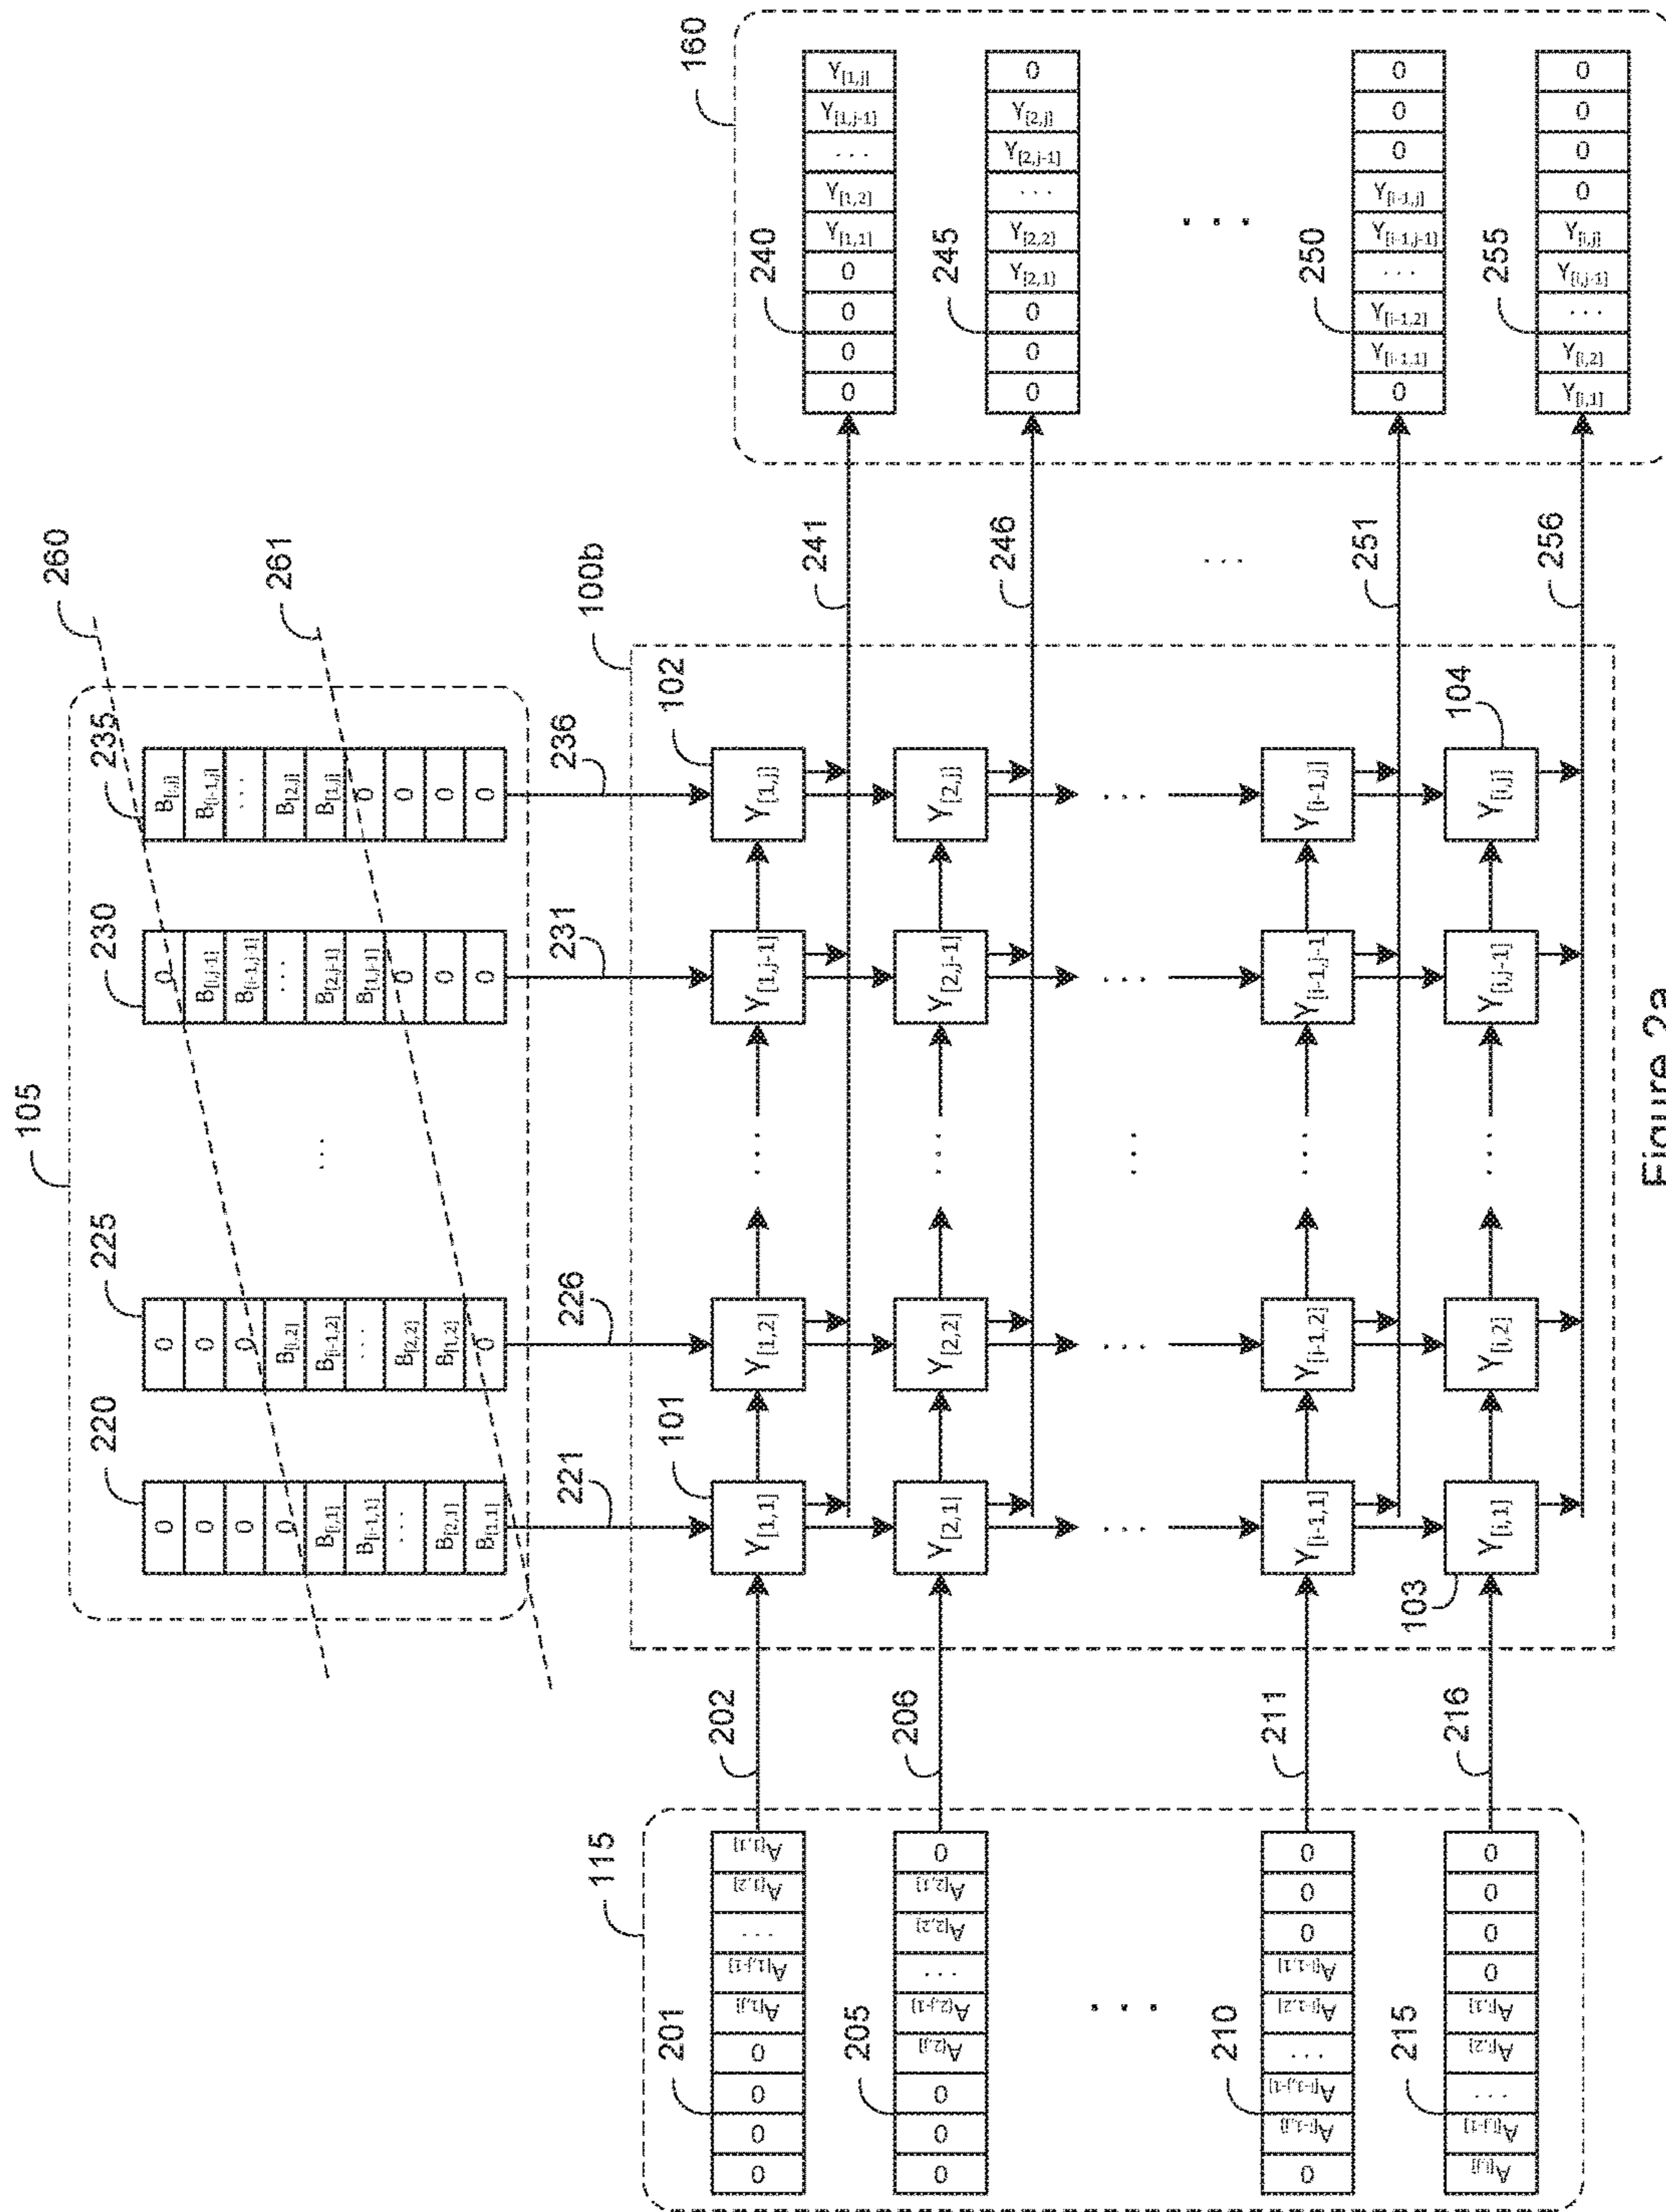 105
220
225
230
235
260
261
0
0
0
0
B[i,1]
B[i-1,1]
...
B[2,1]
B[1,1]
0
0
0
B[i,2]
B[i-1,2]
...
B[2,2]
B[1,2]
0
...
0
B[i,j-1]
B[i-1,j-1]
...
B[2,j-1]
B[1,j-1]
0
0
0
B[i,j]
B[i-1,j]
...
B[2,j]
B[1,j]
0
0
0
0
221
226
231
236
100b
115
201
0 0 0 0 A[1,j] A[1,j-1] ... A[1,2] A[1,1]
202
101
102
Y[1,1] Y[1,2] ... Y[1,j-1] Y[1,j]
241
205
0 0 0 A[2,j] A[2,j-1] ... A[2,2] A[2,1] 0
206
Y[2,1] Y[2,2] ... Y[2,j-1] Y[2,j]
246
...
... ... ... ...
...
...
210
0 A[i-1,j] A[i-1,j-1] ... A[i-1,2] A[i-1,1] 0 0 0
211
Y[i-1,1] Y[i-1,2] ... Y[i-1,j-1] Y[i-1,j]
251
215
A[i,j] A[i,j-1] ... A[i,2] A[i,1] 0 0 0 0
216
103
104
Y[i,1] Y[i,2] ... Y[i,j-1] Y[i,j]
256
160
240
0 0 0 0 Y[1,1] Y[1,2] ... Y[1,j-1] Y[1,j]
245
0 0 0 Y[2,1] Y[2,2] ... Y[2,j-1] Y[2,j] 0
...
250
0 Y[i-1,1] Y[i-1,2] ... Y[i-1,j-1] Y[i-1,j] 0 0 0
255
Y[i,1] Y[i,2] ... Y[i,j-1] Y[i,j] 0 0 0 0
Figure 2a